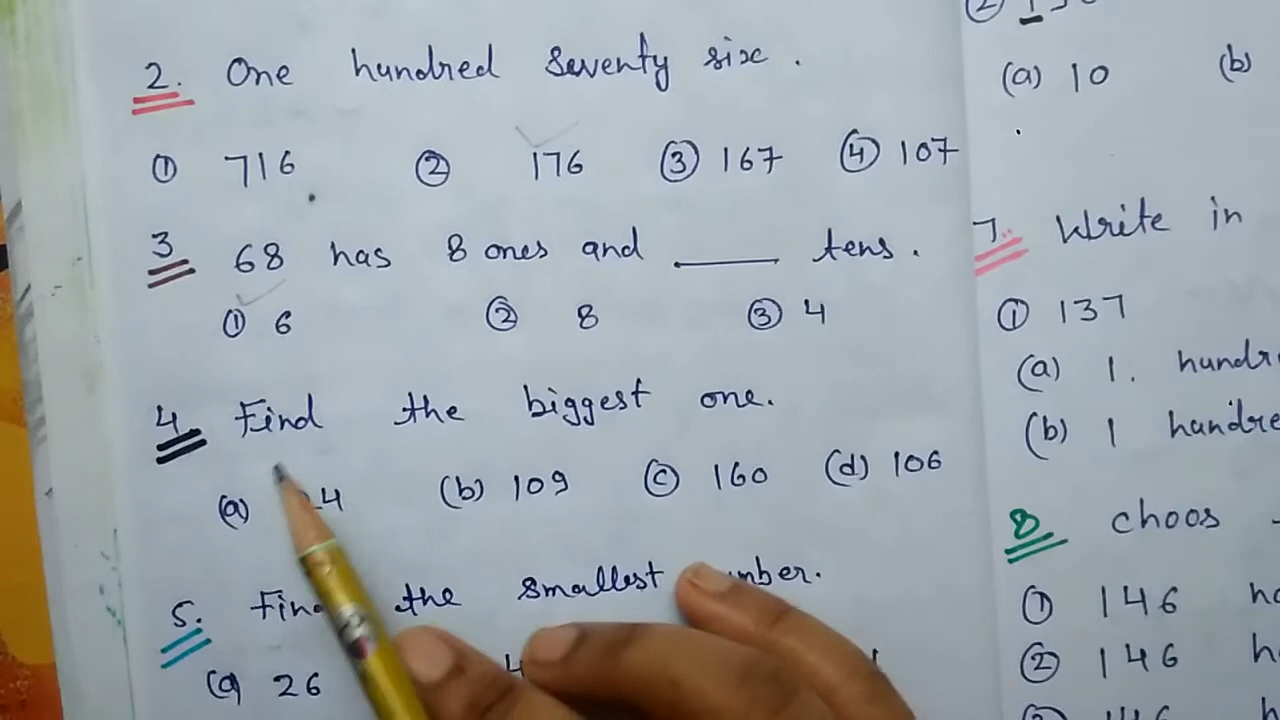 2. One hundred Seventy six.
① 716 ② 176 ③ 167 ④ 107
3 68 has 8 ones and ____ tens.
① 6 ② 8 ③ 4
4. Find the biggest one.
(a) (b) 109 (c) 160 (d) 106
5. the smallest
(a) 26
(a) 10 (b)
7. Write in
① 137
(a) 1.
(b) 1
8 choos
① 146
② 146